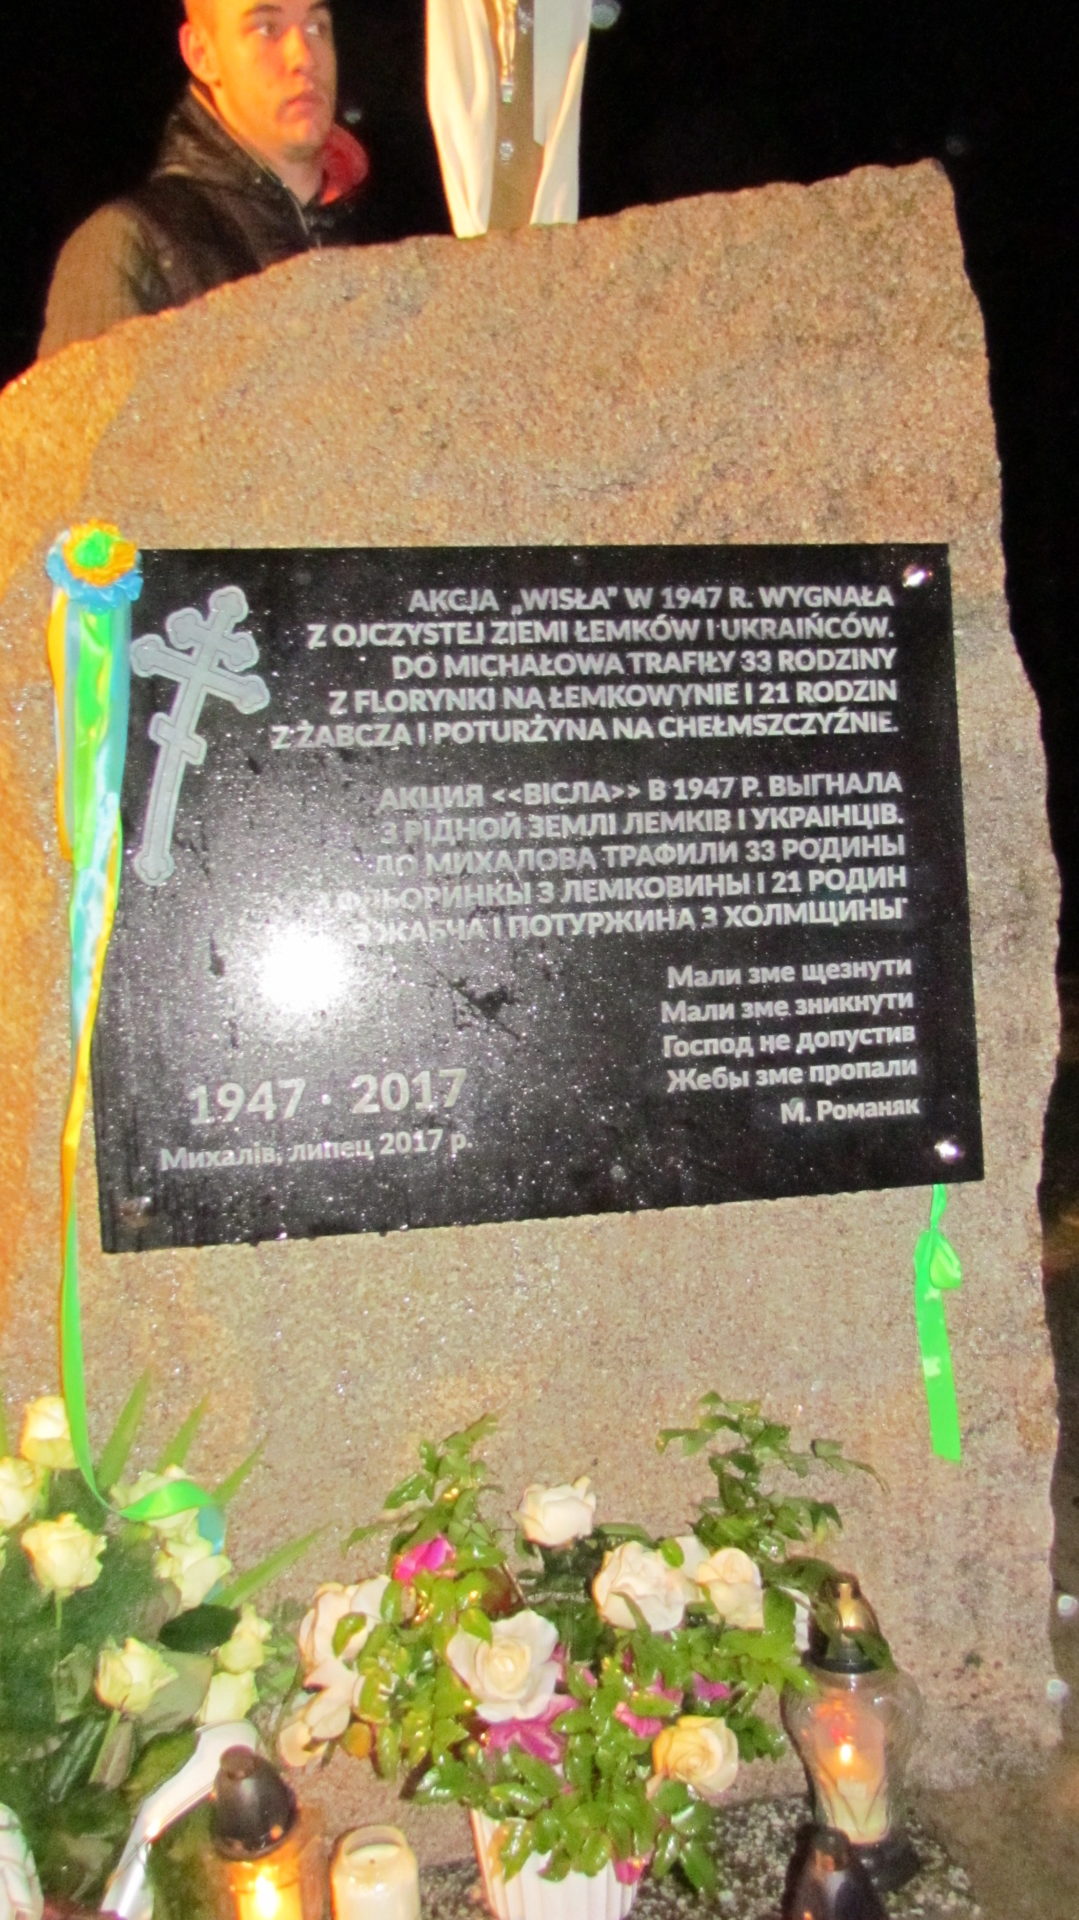 AKCJA „WISŁA” W 1947 R. WYGNAŁA
Z OJCZYSTEJ ZIEMI ŁEMKÓW I UKRAIŃCÓW.
DO MICHAŁOWA TRAFIŁY 33 RODZINY
Z FLORYNKI NA ŁEMKOWYNIE I 21 RODZIN
Z ŻABCZA I POTURŻYNA NA CHEŁMSZCZYŹNIE.
АКЦИЯ <<ВІСЛА>> В 1947 Р. ВЫГНАЛА
З РІДНОЙ ЗЕМЛІ ЛЕМКІВ І УКРАІНЦІВ.
ДО МИХАЛОВА ТРАФИЛИ 33 РОДИНЫ
ФЛЬОРИНКЫ З ЛЕМКОВИНЫ І 21 РОДИН
З ЖАБЧА І ПОТУРЖИНА З ХОЛМЩИНЫ
Мали зме щезнути
Мали зме зникнути
Господ не допустив
Жебы зме пропали
М. Романяк
1947 · 2017
Михалів, липец 2017 р.